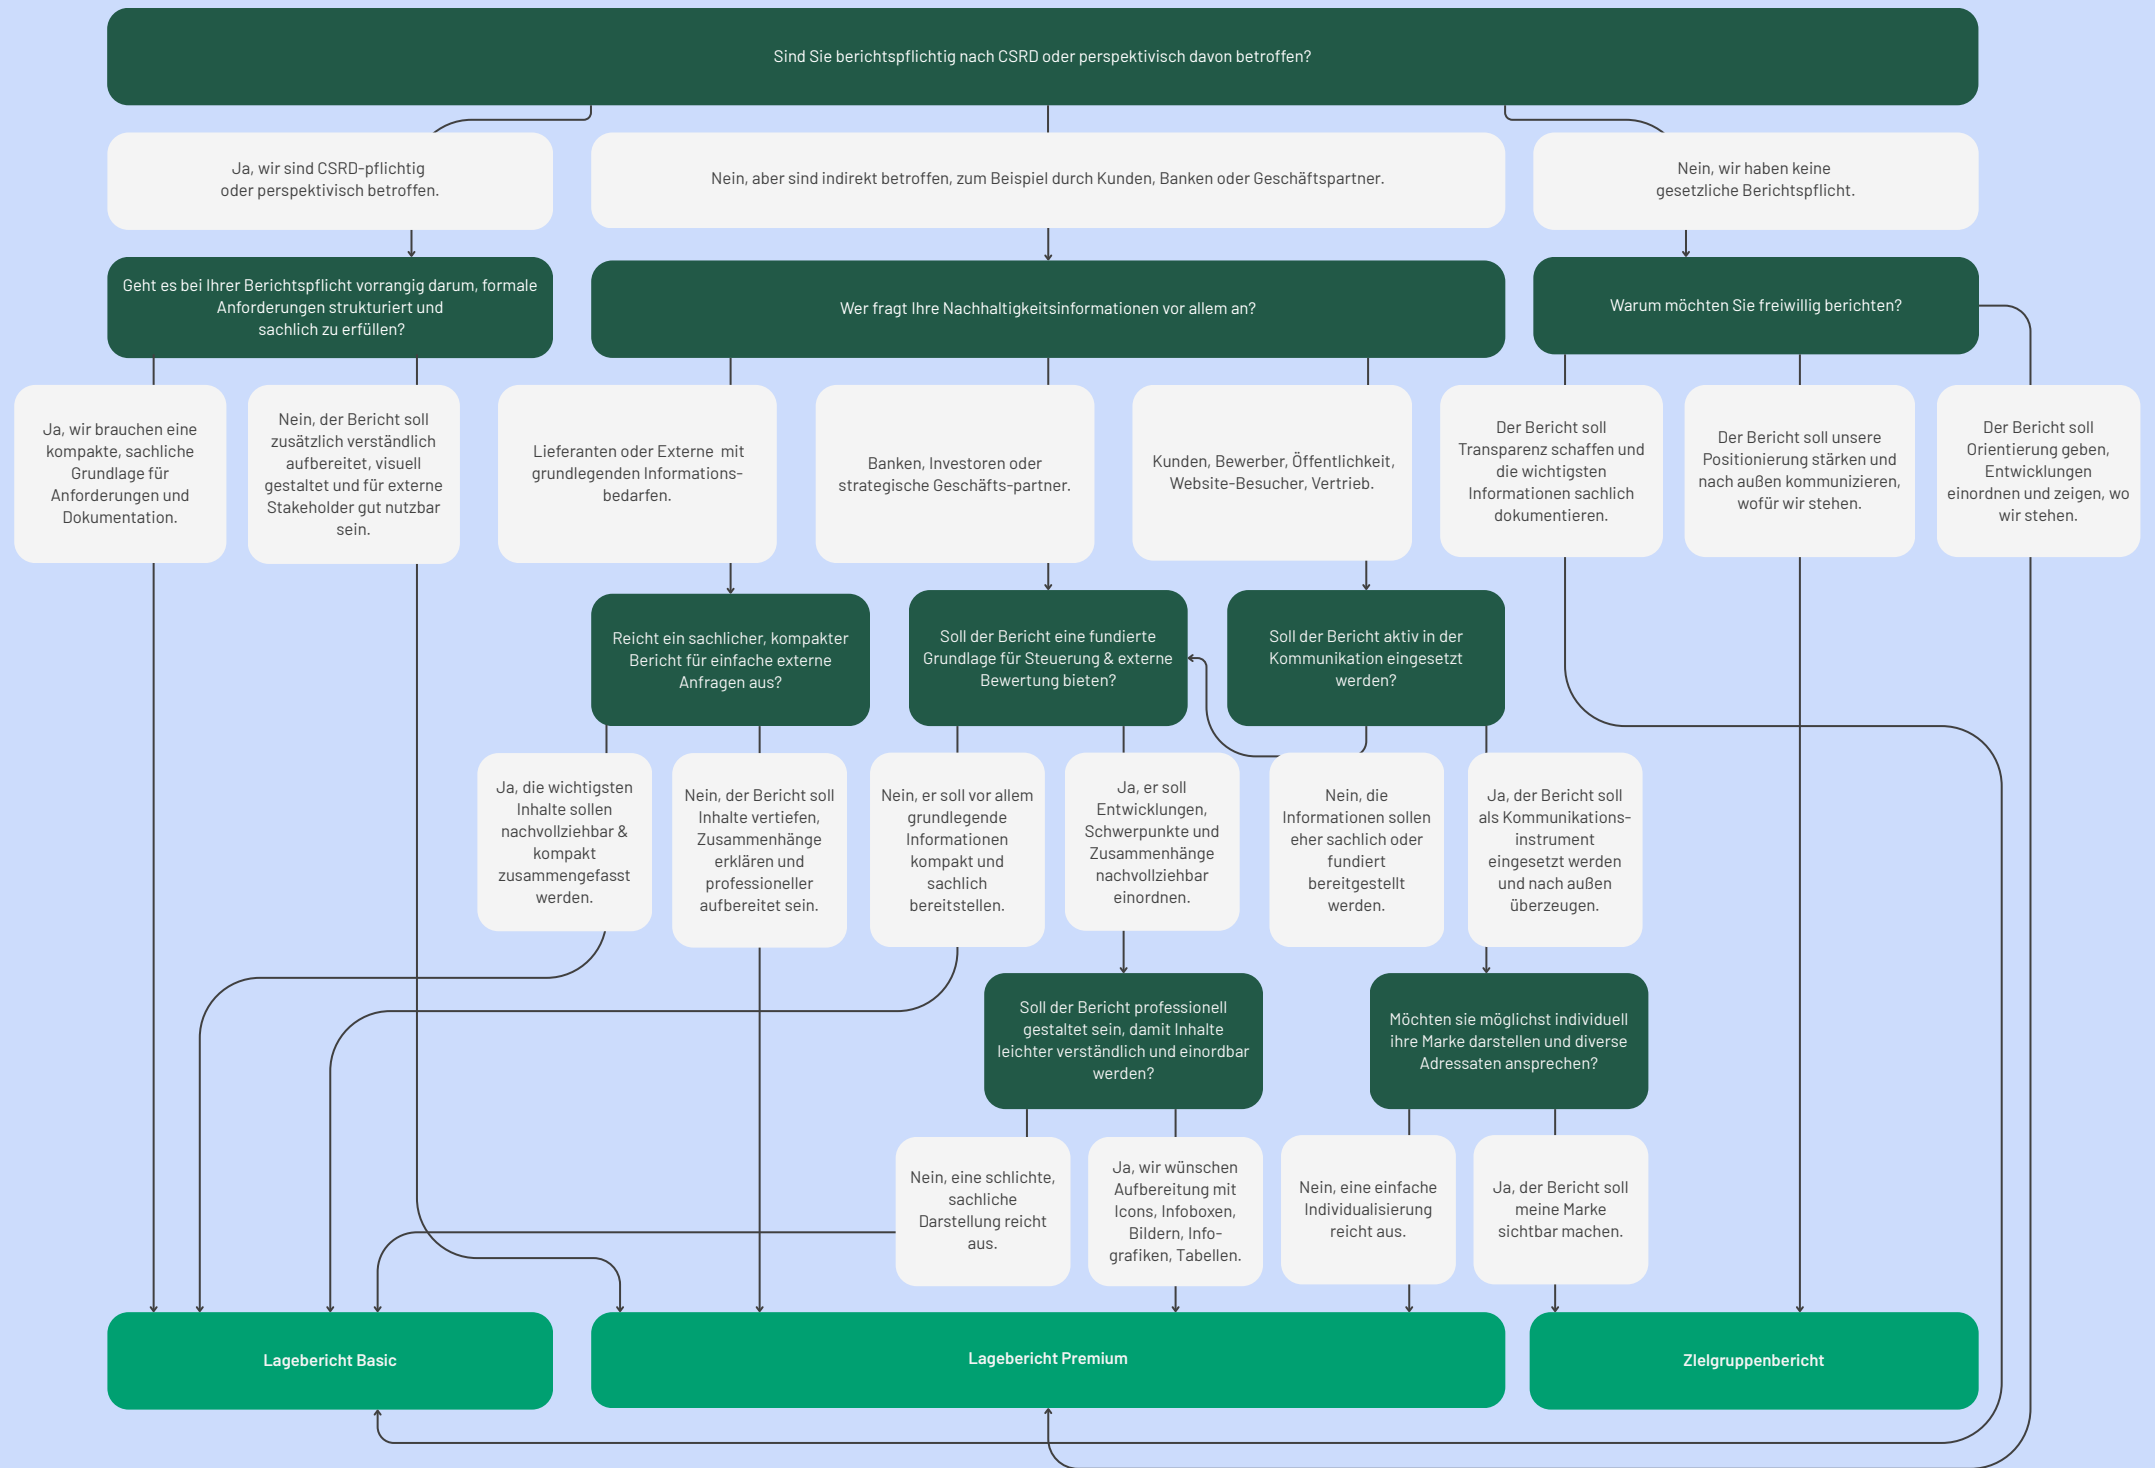 Sind Sie berichtspflichtig nach CSRD oder perspektivisch davon betroffen?
Ja, wir sind CSRD-pflichtig
oder perspektivisch betroffen.
Nein, aber sind indirekt betroffen, zum Beispiel durch Kunden, Banken oder Geschäftspartner.
Nein, wir haben keine
gesetzliche Berichtspflicht.
Geht es bei Ihrer Berichtspflicht vorrangig darum, formale
Anforderungen strukturiert und
sachlich zu erfüllen?
Wer fragt Ihre Nachhaltigkeitsinformationen vor allem an?
Warum möchten Sie freiwillig berichten?
Ja, wir brauchen eine
kompakte, sachliche
Grundlage für
Anforderungen und
Dokumentation.
Nein, der Bericht soll
zusätzlich verständlich
aufbereitet, visuell
gestaltet und für externe
Stakeholder gut nutzbar
sein.
Lieferanten oder Externe mit
grundlegenden Informations-
bedarfen.
Banken, Investoren oder
strategische Geschäfts-partner.
Kunden, Bewerber, Öffentlichkeit,
Website-Besucher, Vertrieb.
Der Bericht soll
Transparenz schaffen und
die wichtigsten
Informationen sachlich
dokumentieren.
Der Bericht soll unsere
Positionierung stärken und
nach außen kommunizieren,
wofür wir stehen.
Der Bericht soll
Orientierung geben,
Entwicklungen
einordnen und zeigen, wo
wir stehen.
Reicht ein sachlicher, kompakter
Bericht für einfache externe
Anfragen aus?
Soll der Bericht eine fundierte
Grundlage für Steuerung & externe
Bewertung bieten?
Soll der Bericht aktiv in der
Kommunikation eingesetzt
werden?
Ja, die wichtigsten
Inhalte sollen
nachvollziehbar &
kompakt
zusammengefasst
werden.
Nein, der Bericht soll
Inhalte vertiefen,
Zusammenhänge
erklären und
professioneller
aufbereitet sein.
Nein, er soll vor allem
grundlegende
Informationen
kompakt und
sachlich
bereitstellen.
Ja, er soll
Entwicklungen,
Schwerpunkte und
Zusammenhänge
nachvollziehbar
einordnen.
Nein, die
Informationen sollen
eher sachlich oder
fundiert
bereitgestellt
werden.
Ja, der Bericht soll
als Kommunikations-
instrument
eingesetzt werden
und nach außen
überzeugen.
Soll der Bericht professionell
gestaltet sein, damit Inhalte
leichter verständlich und einordbar
werden?
Möchten sie möglichst individuell
ihre Marke darstellen und diverse
Adressaten ansprechen?
Nein, eine schlichte,
sachliche
Darstellung reicht
aus.
Ja, wir wünschen
Aufbereitung mit
Icons, Infoboxen,
Bildern, Info-
grafiken, Tabellen.
Nein, eine einfache
Individualisierung
reicht aus.
Ja, der Bericht soll
meine Marke
sichtbar machen.
Lagebericht Basic
Lagebericht Premium
ZIelgruppenbericht